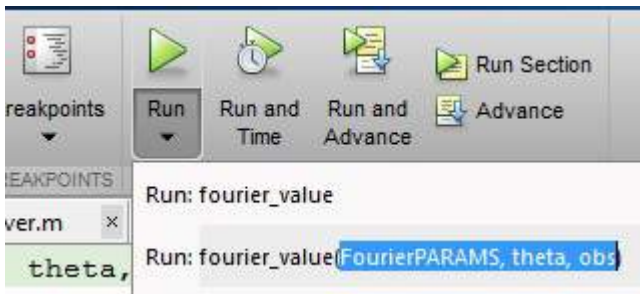 reakpoints
Run
Run and
Time
Run and
Advance
Run Section
Advance
EAKPOINTS
ver.m ×
theta,
Run: fourier_value
Run: fourier_value(FourierPARAMS, theta, obs)